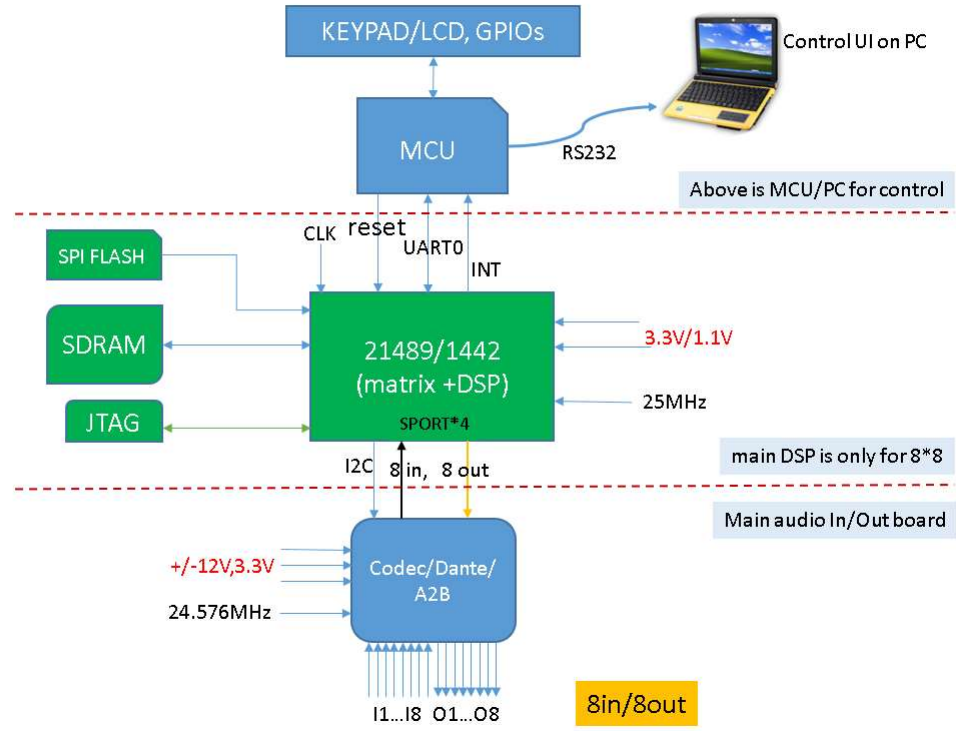 KEYPAD/LCD, GPIOs
Control UI on PC
MCU
RS232
Above is MCU/PC for control
CLK
reset
UART0
INT
SPI FLASH
SDRAM
JTAG
21489/1442
(matrix +DSP)
SPORT*4
3.3V/1.1V
25MHz
I2C
8 in, 8 out
main DSP is only for 8*8
Main audio In/Out board
+/-12V,3.3V
24.576MHz
Codec/Dante/
A2B
I1...I8
O1...O8
8in/8out